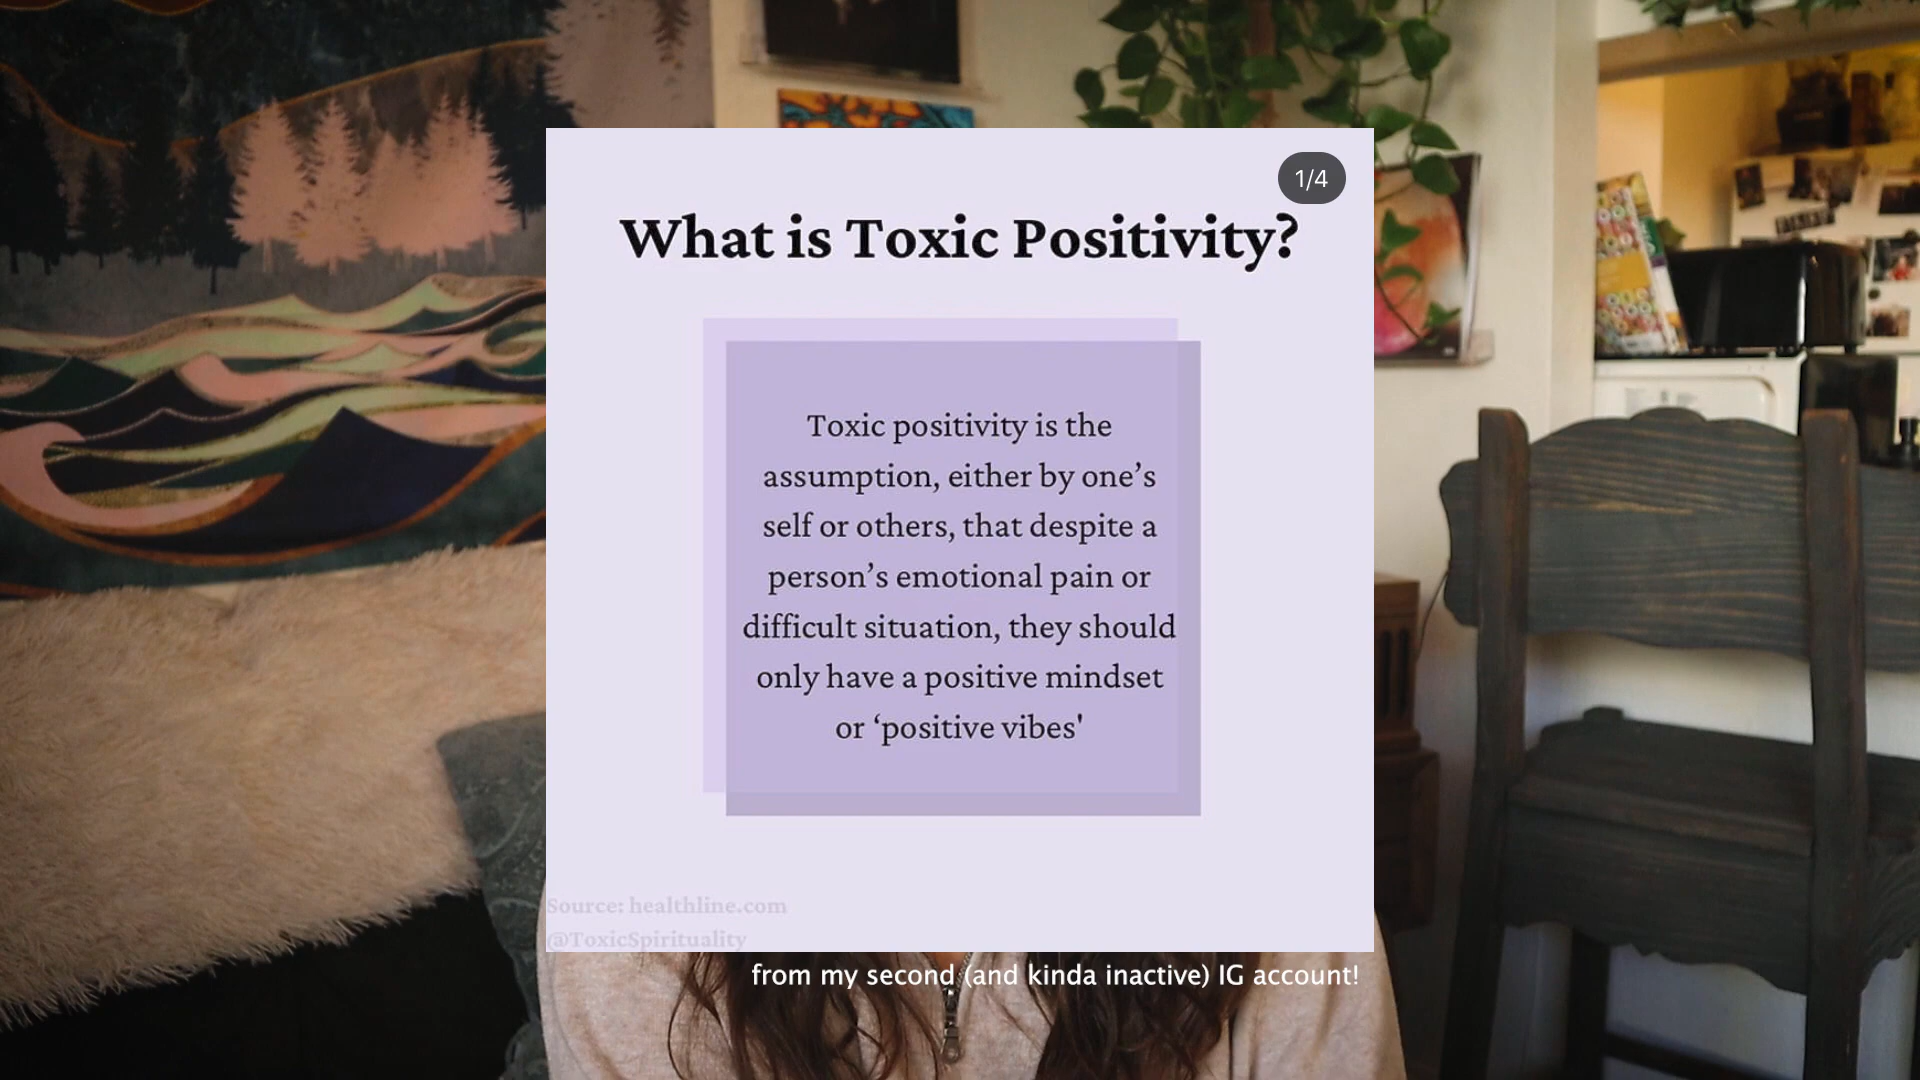 1/4
What is Toxic Positivity?
Toxic positivity is the
assumption, either by one’s
self or others, that despite a
person’s emotional pain or
difficult situation, they should
only have a positive mindset
or ‘positive vibes'
Source: healthline.com
@ToxicSpirituality
from my second (and kinda inactive) IG account!